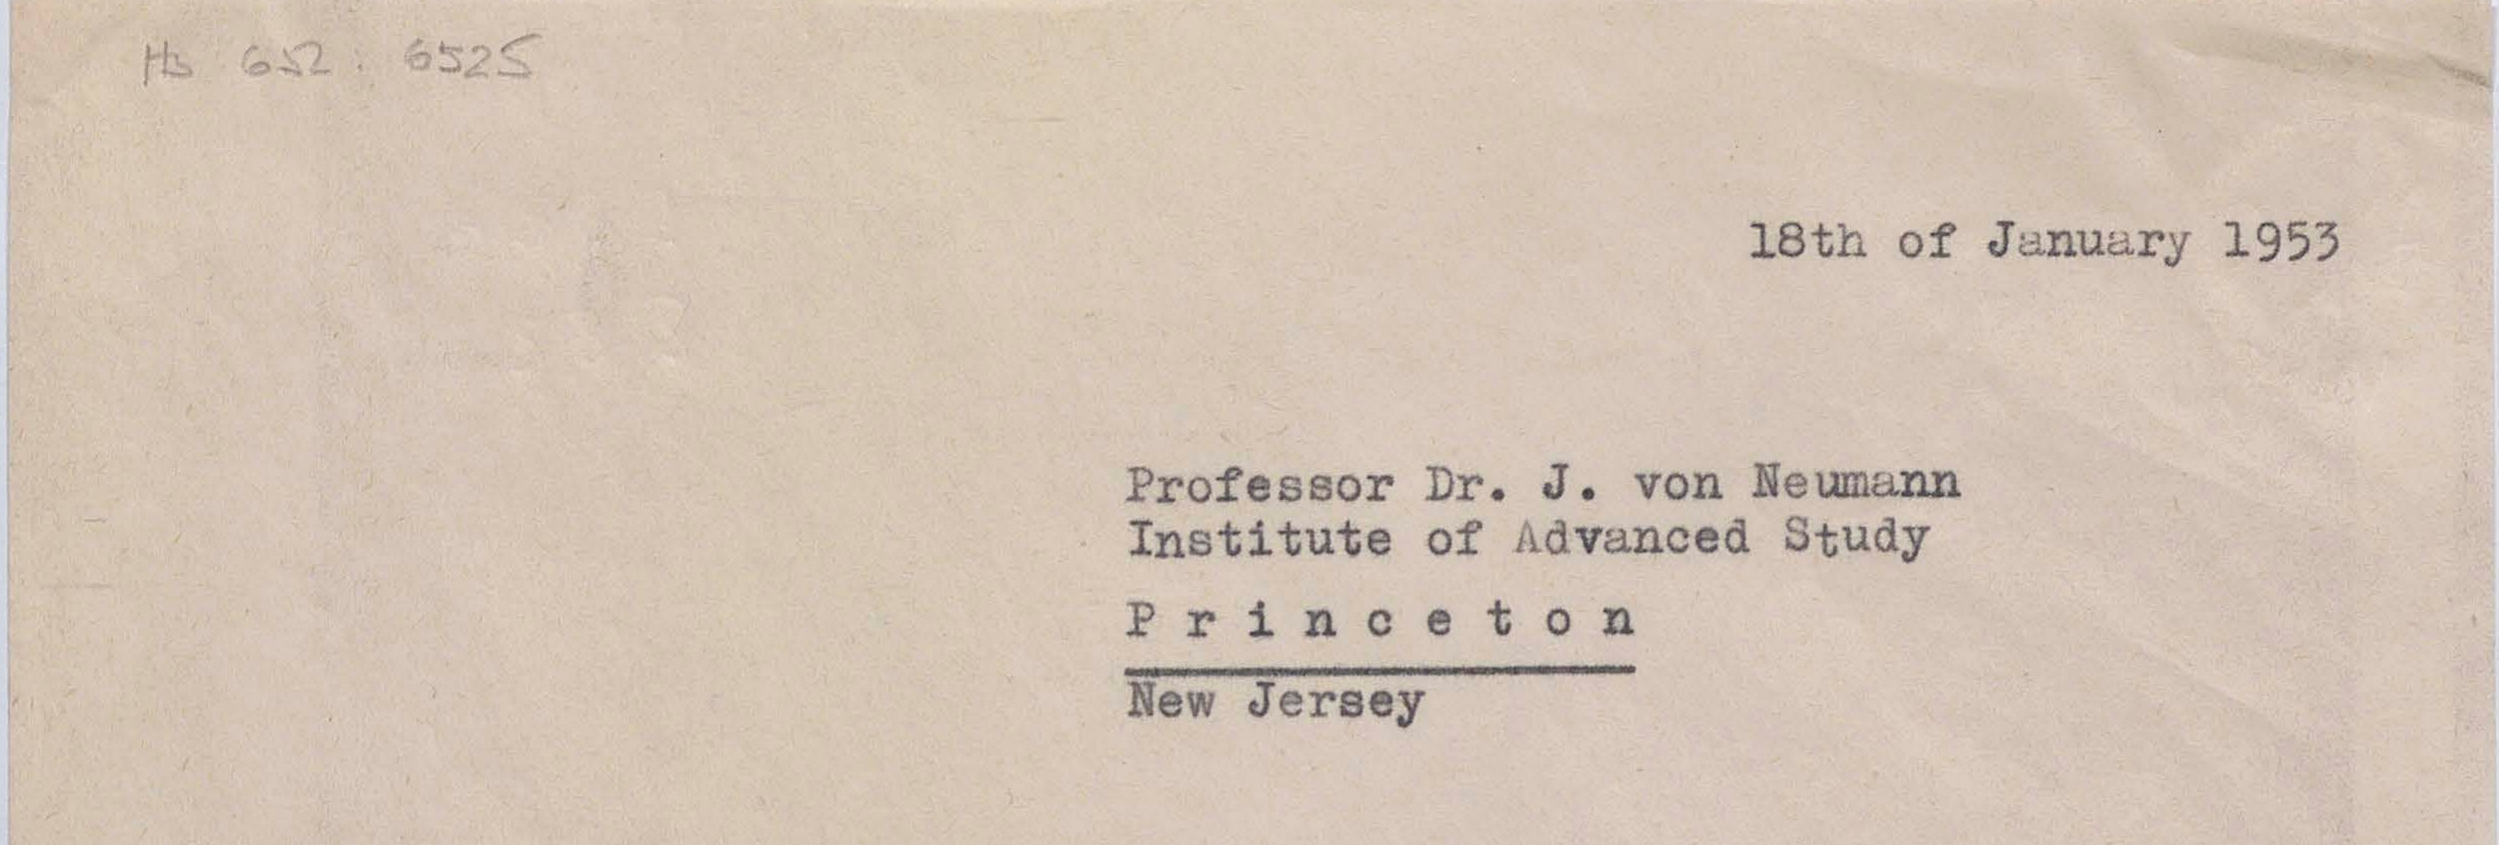 Hs 652: 6525
18th of January 1953
Professor Dr. J. von Neumann
Institute of Advanced Study
P r i n c e t o n
New Jersey